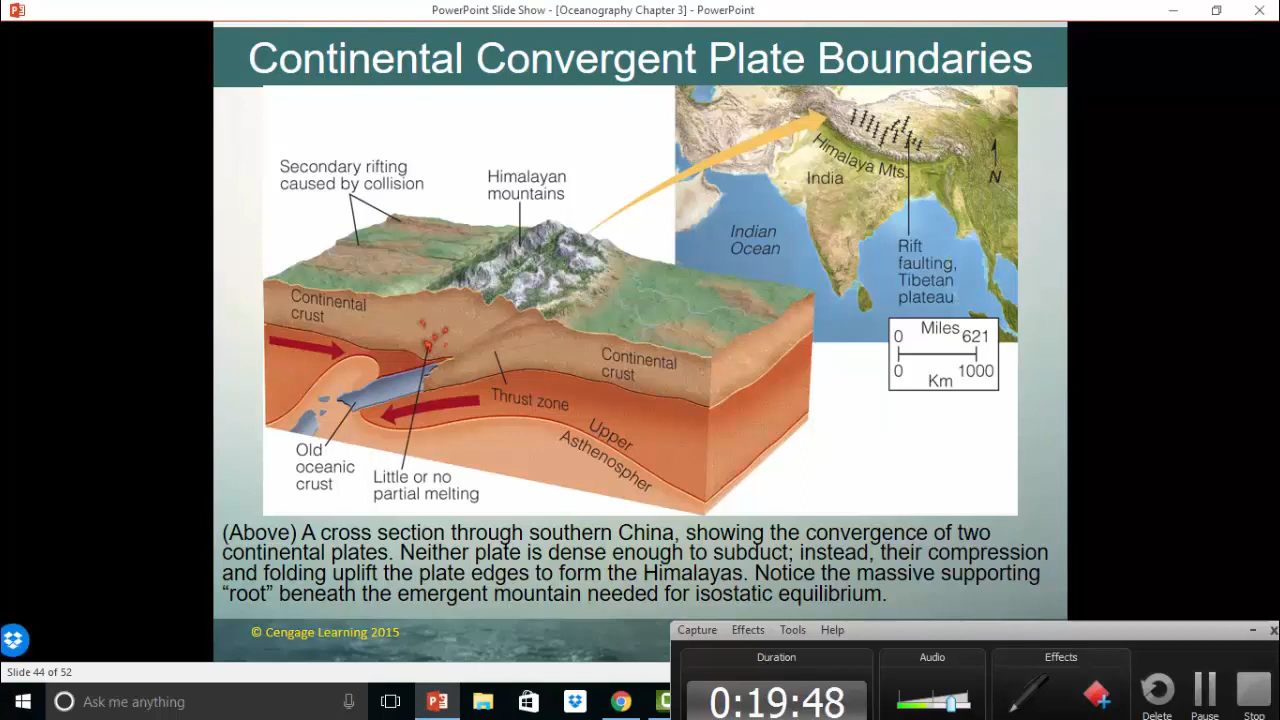 PowerPoint Slide Show - [Oceanography Chapter 3] - PowerPoint
Continental Convergent Plate Boundaries
Secondary rifting
caused by collision
Himalayan
mountains
Himalaya Mts.
India
N
Indian
Ocean
Rift
faulting,
Tibetan
plateau
Continental
crust
Continental
crust
0 Miles 621
0 1000
Km
Thrust zone
Upper
Asthenospher
Old
oceanic
crust
Little or no
partial melting
(Above) A cross section through southern China, showing the convergence of two
continental plates. Neither plate is dense enough to subduct; instead, their compression
and folding uplift the plate edges to form the Himalayas. Notice the massive supporting
“root” beneath the emergent mountain needed for isostatic equilibrium.
© Cengage Learning 2015
Capture Effects Tools Help
Slide 44 of 52
Duration
Audio
Effects
0:19:48
Delete
Pause
Stop
Ask me anything